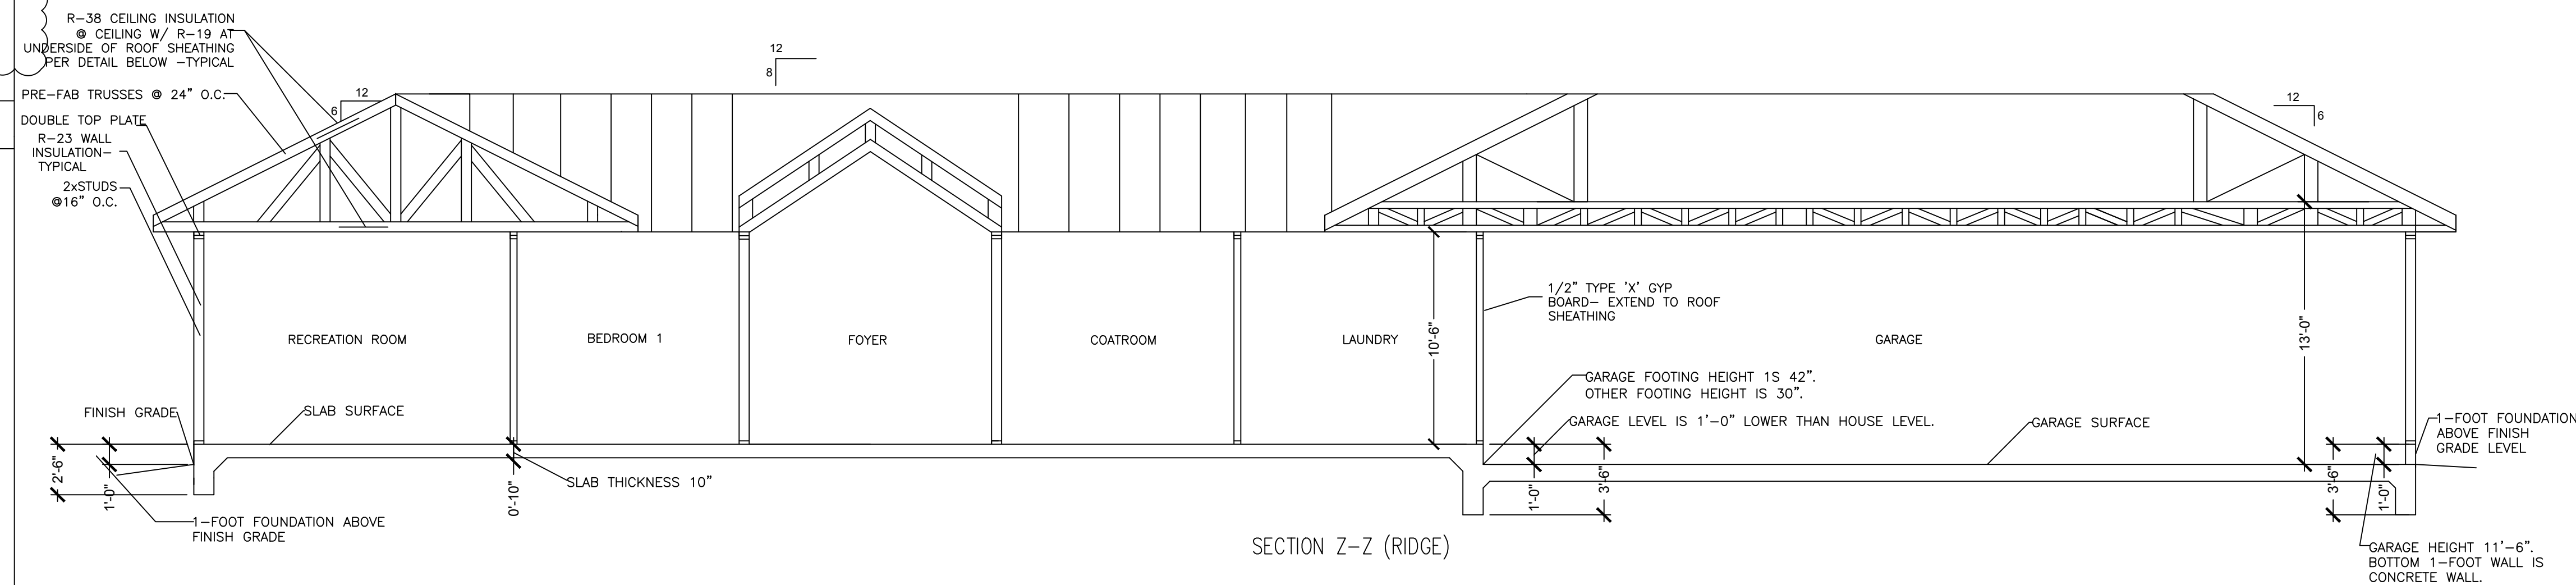 R-38 CEILING INSULATION
@ CEILING W/ R-19 AT
UNDERSIDE OF ROOF SHEATHING
PER DETAIL BELOW -TYPICAL
PRE-FAB TRUSSES @ 24" O.C.
DOUBLE TOP PLATE
R-23 WALL
INSULATION-
TYPICAL
2xSTUDS
@16" O.C.
12
6
12
8
12
6
RECREATION ROOM
BEDROOM 1
FOYER
COATROOM
LAUNDRY
10'-6"
1/2" TYPE 'X' GYP
BOARD- EXTEND TO ROOF
SHEATHING
GARAGE
13'-0"
GARAGE FOOTING HEIGHT 1S 42".
OTHER FOOTING HEIGHT IS 30".
GARAGE LEVEL IS 1'-0" LOWER THAN HOUSE LEVEL.
GARAGE SURFACE
1-FOOT FOUNDATION
ABOVE FINISH
GRADE LEVEL
FINISH GRADE
SLAB SURFACE
2'-6"
1'-0"
0'-10"
SLAB THICKNESS 10"
1'-0"
3'-6"
3'-6"
1'-0"
1-FOOT FOUNDATION ABOVE
FINISH GRADE
SECTION Z-Z (RIDGE)
GARAGE HEIGHT 11'-6".
BOTTOM 1-FOOT WALL IS
CONCRETE WALL.